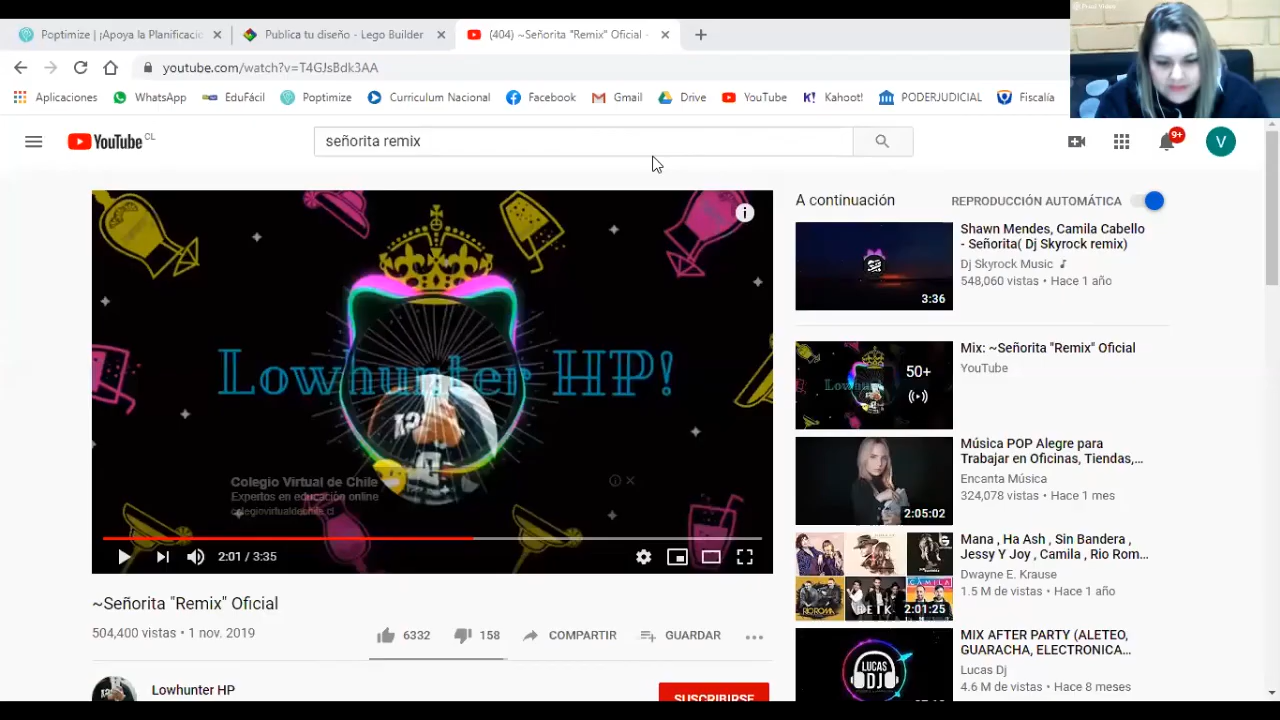 Poptimize | ¡Apoya la Planificació
Publica tu diseño - Lego Builder
(404) ~Señorita "Remix" Oficial -
youtube.com/watch?v=T4GJsBdk3AA
Aplicaciones WhatsApp EduFácil Poptimize Curriculum Nacional Facebook Gmail Drive YouTube K! Kahoot! PODERJUDICIAL Fiscalía
YouTube CL
señorita remix
9+
V
Lowhunter HP!
Colegio Virtual de Chile
Expertos en educación online
colegiovirtualdechile.cl
2:01 / 3:35
~Señorita "Remix" Oficial
504,400 vistas • 1 nov. 2019
6332 158 COMPARTIR GUARDAR
Lowhunter HP
SUSCRIBIRSE
A continuación
REPRODUCCIÓN AUTOMÁTICA
Shawn Mendes, Camila Cabello
- Señorita( Dj Skyrock remix)
Dj Skyrock Music
548,060 vistas • Hace 1 año
3:36
Mix: ~Señorita "Remix" Oficial
YouTube
50+
Música POP Alegre para
Trabajar en Oficinas, Tiendas,...
Encanta Música
324,078 vistas • Hace 1 mes
2:05:02
Mana , Ha Ash , Sin Bandera ,
Jessy Y Joy , Camila , Rio Rom...
Dwayne E. Krause
1.5 M de vistas • Hace 1 año
RIO ROMA
REIK
CAMILA
2:01:25
MIX AFTER PARTY (ALETEO,
GUARACHA, ELECTRONICA...
Lucas Dj
4.6 M de vistas • Hace 8 meses
LUCAS
DJ